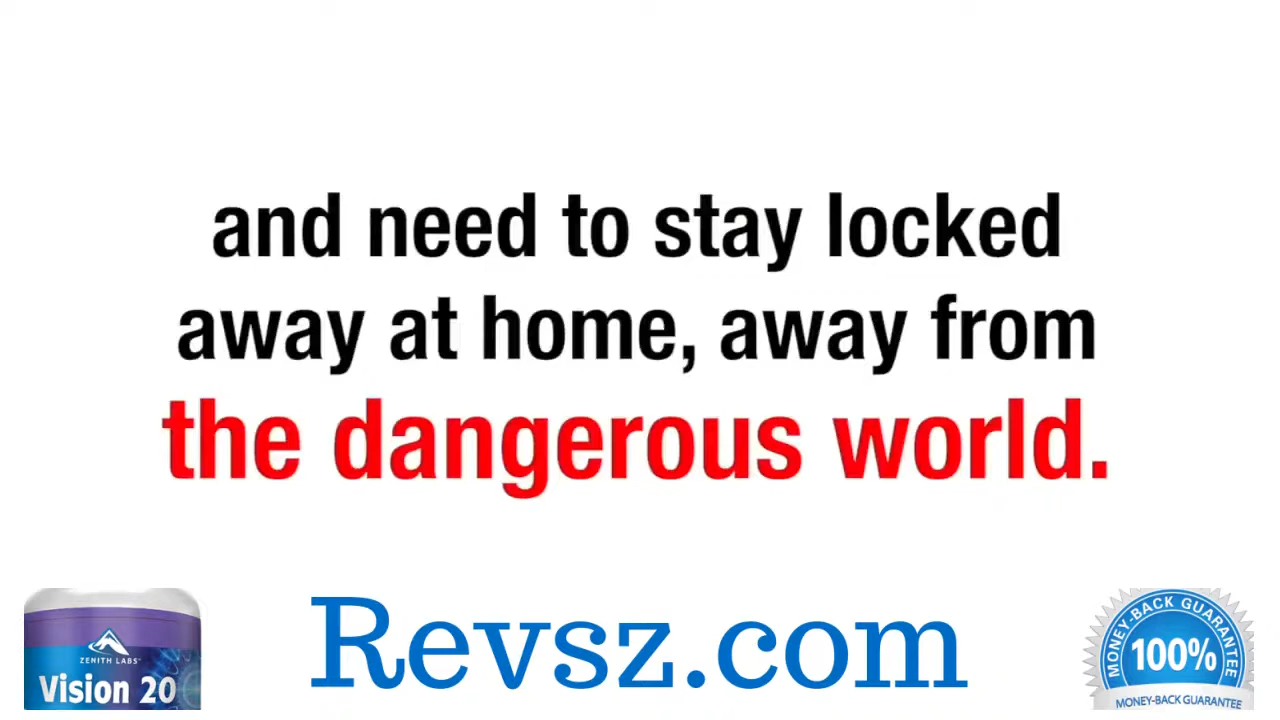 and need to stay locked
away at home, away from
the dangerous world.
ZENITH LABS™
Vision 20
Revsz.com
MONEY-BACK GUARANTEE
100%
MONEY-BACK GUARANTEE